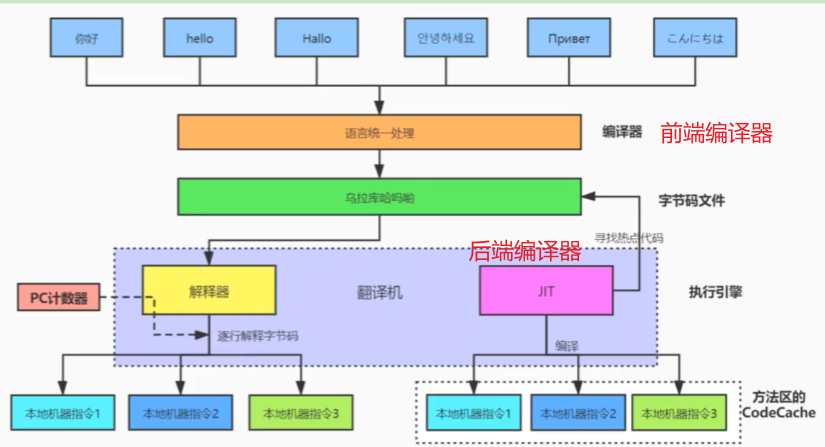 你好
hello
Hallo
안녕하세요
Привет
こんにちは
语言统一处理
编译器
前端编译器
乌拉库哈吗哟
字节码文件
后端编译器
寻找热点代码
解释器
翻译机
JIT
执行引擎
PC计数器
逐行解释字节码
编译
本地机器指令1
本地机器指令2
本地机器指令3
本地机器指令1
本地机器指令2
本地机器指令3
方法区的
CodeCache